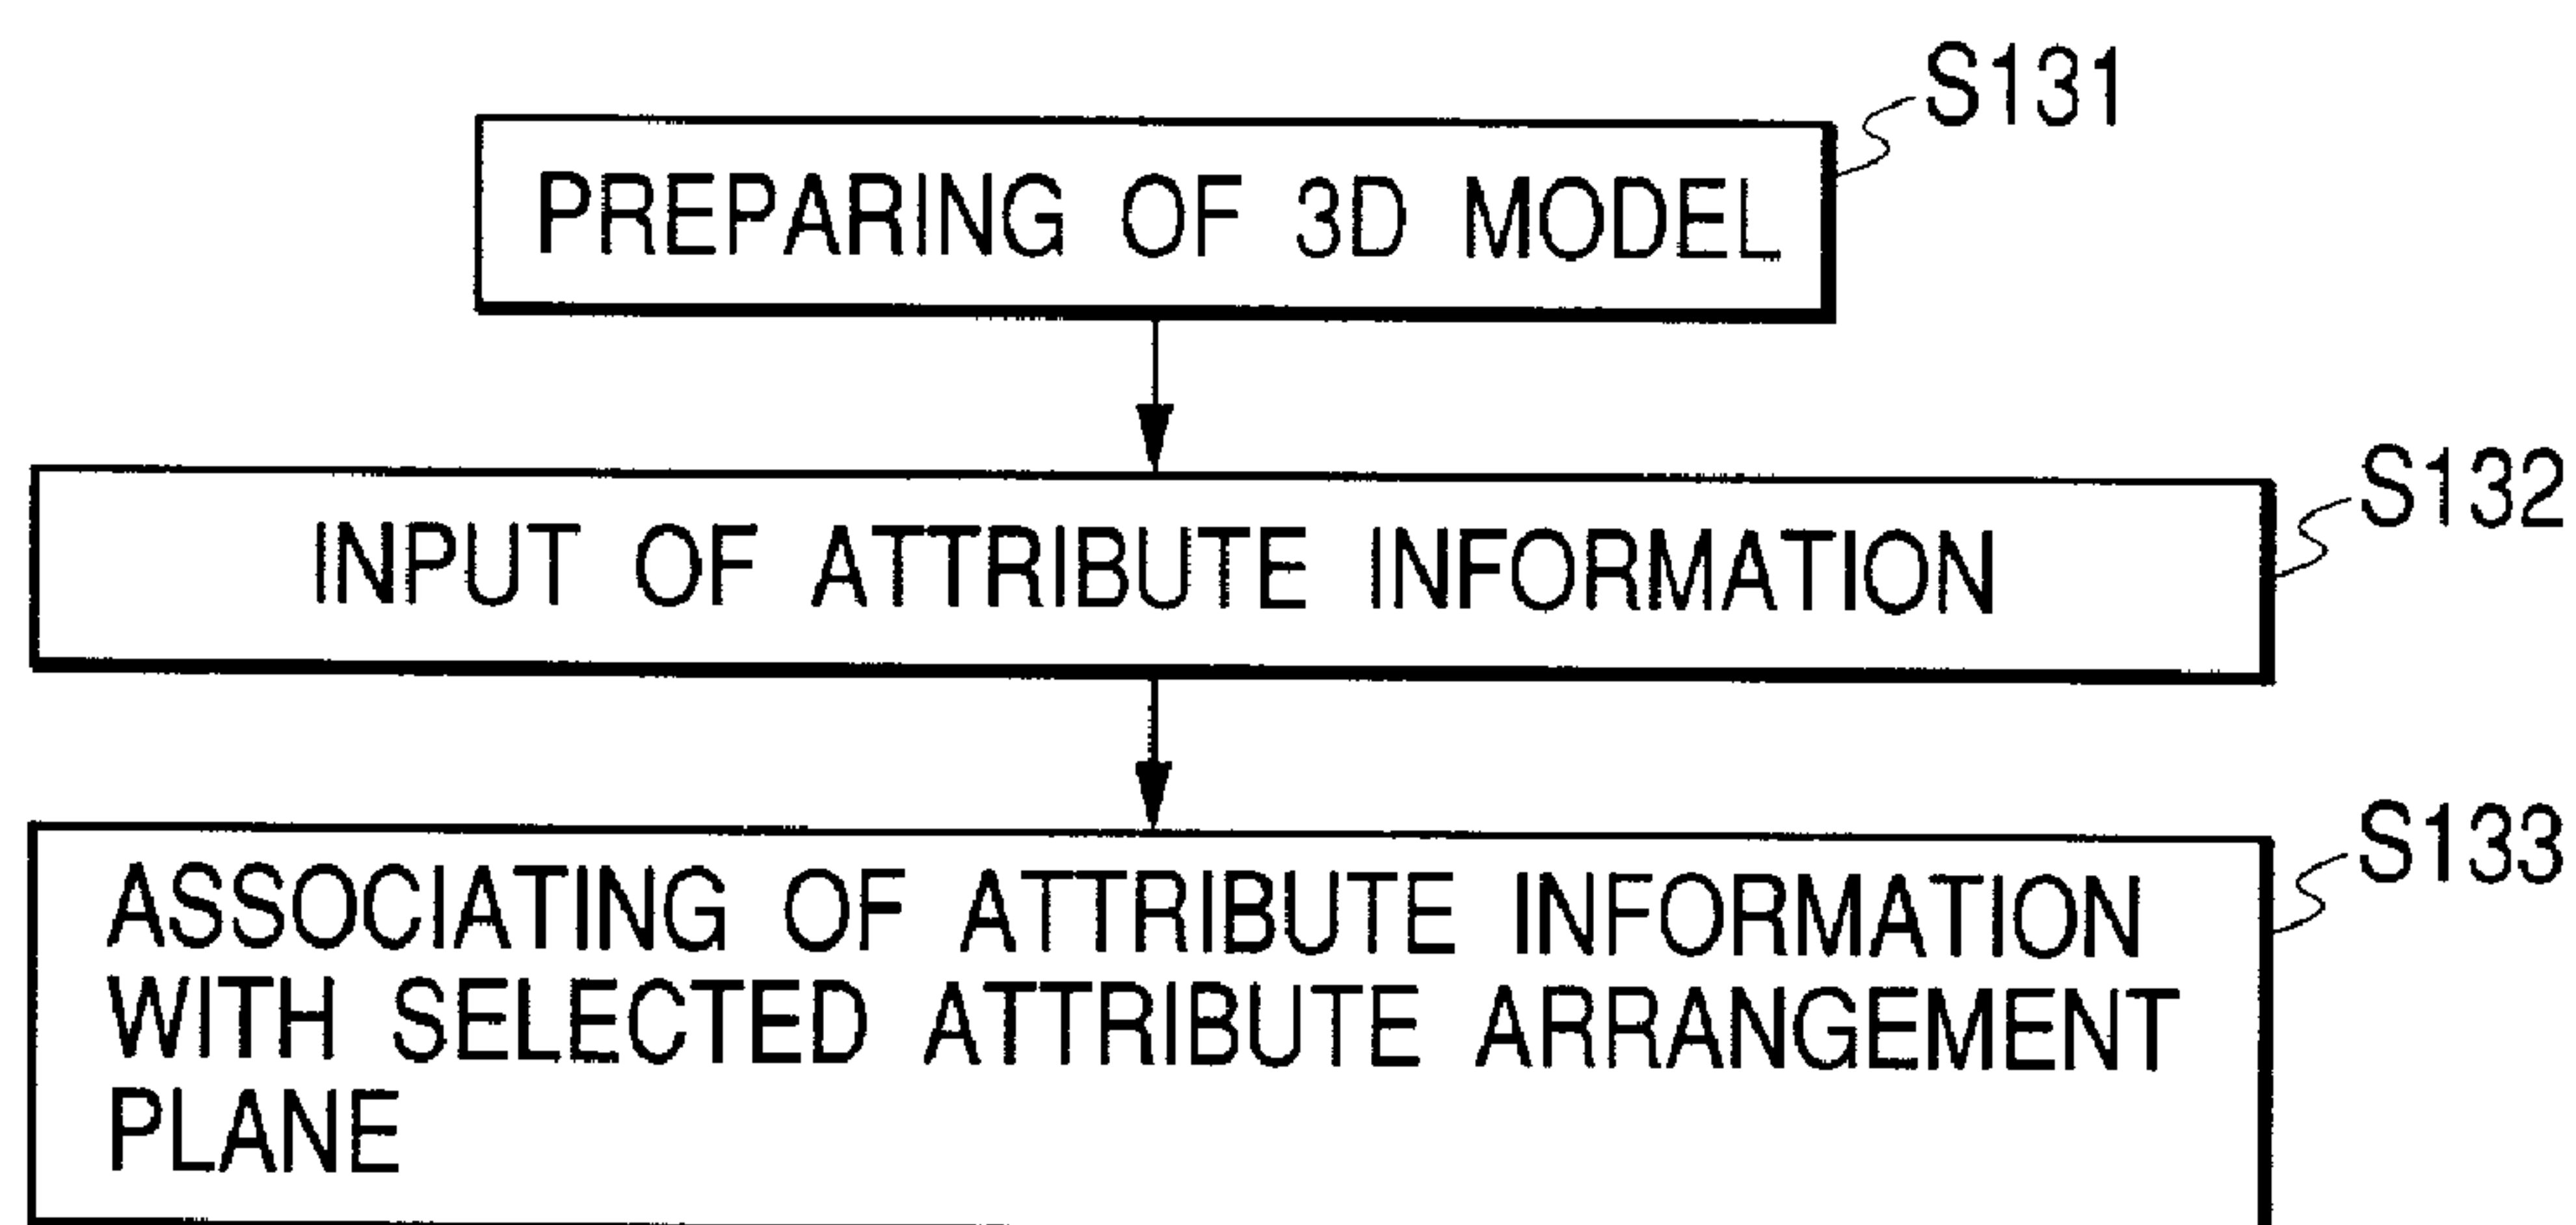 S131
PREPARING OF 3D MODEL
S132
INPUT OF ATTRIBUTE INFORMATION
S133
ASSOCIATING OF ATTRIBUTE INFORMATION
WITH SELECTED ATTRIBUTE ARRANGEMENT
PLANE